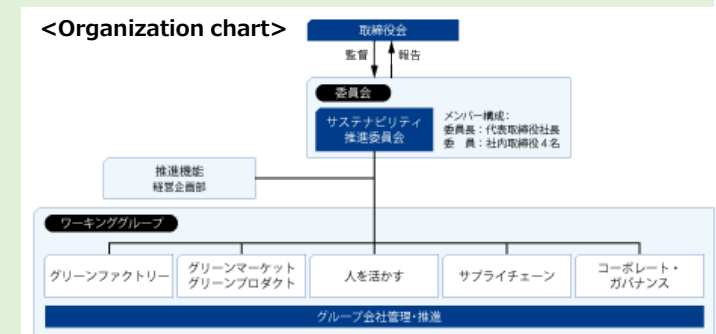 <Organization chart>
取締役会
監督
報告
委員会
サステナビリティ
推進委員会
メンバー構成:
委員長:代表取締役社長
委　員:社内取締役4名
推進機能
経営企画部
ワーキンググループ
グリーンファクトリー
グリーンマーケット
グリーンプロダクト
人を活かす
サプライチェーン
コーポレート・
ガバナンス
グループ会社管理・推進